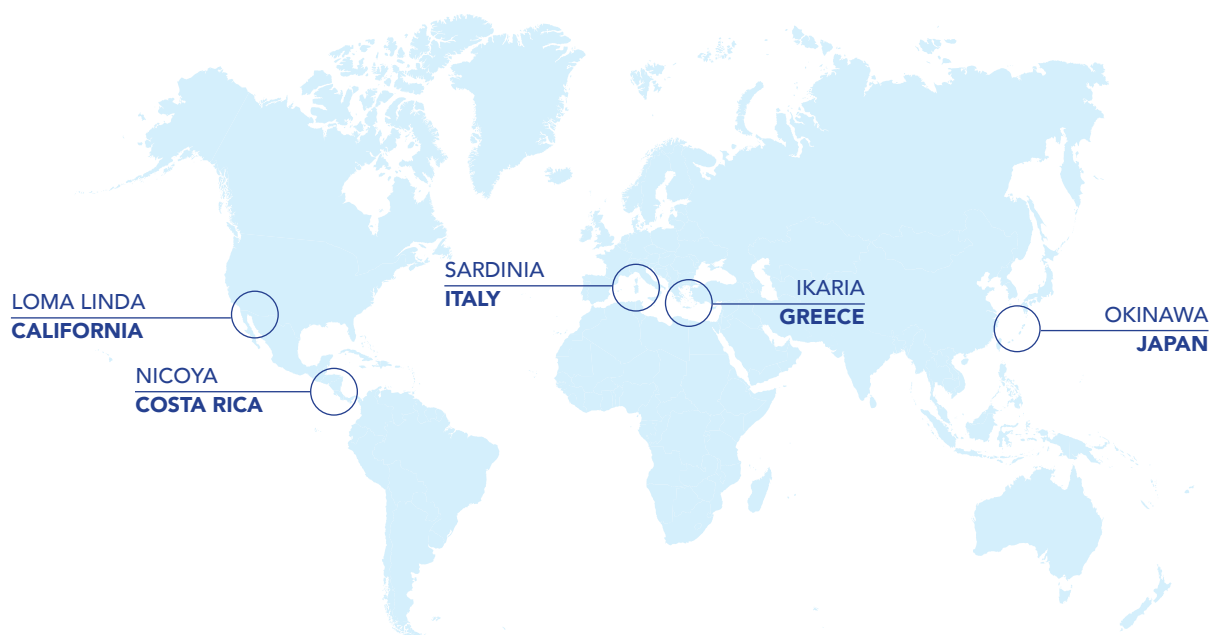 SARDINIA
ITALY
IKARIA
GREECE
LOMA LINDA
CALIFORNIA
OKINAWA
JAPAN
NICOYA
COSTA RICA